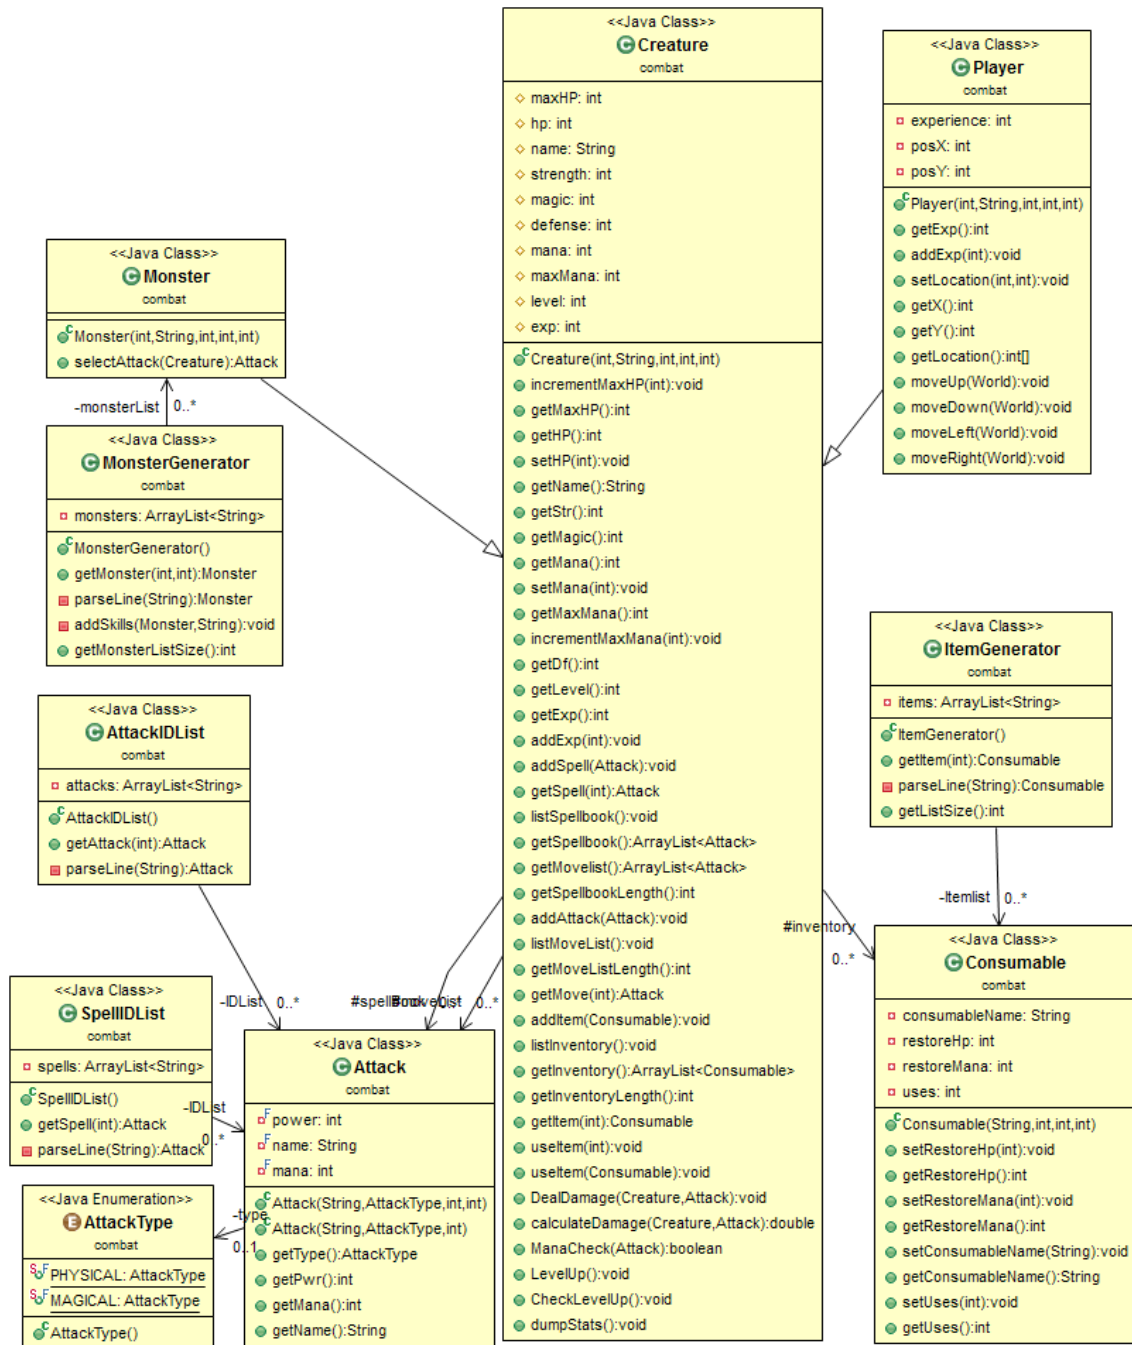 <<Java Class>>
Creature
combat
maxHP: int
hp: int
name: String
strength: int
magic: int
defense: int
mana: int
maxMana: int
level: int
exp: int
Creature(int,String,int,int,int)
incrementMaxHP(int):void
getMaxHP():int
getHP():int
setHP(int):void
getName():String
getStr():int
getMagic():int
getMana():int
setMana(int):void
getMaxMana():int
incrementMaxMana(int):void
getDf():int
getLevel():int
getExp():int
addExp(int):void
addSpell(Attack):void
getSpell(int):Attack
listSpellbook():void
getSpellbook():ArrayList<Attack>
getMovelist():ArrayList<Attack>
getSpellbookLength():int
addAttack(Attack):void
listMoveList():void
getMoveListLength():int
getMove(int):Attack
addItem(Consumable):void
listInventory():void
getInventory():ArrayList<Consumable>
getInventoryLength():int
getItem(int):Consumable
useItem(int):void
useItem(Consumable):void
DealDamage(Creature,Attack):void
calculateDamage(Creature,Attack):double
ManaCheck(Attack):boolean
LevelUp():void
CheckLevelUp():void
dumpStats():void
<<Java Class>>
Player
combat
experience: int
posX: int
posY: int
Player(int,String,int,int,int)
getExp():int
addExp(int):void
setLocation(int,int):void
getX():int
getY():int
getLocation():int[]
moveUp(World):void
moveDown(World):void
moveLeft(World):void
moveRight(World):void
<<Java Class>>
Monster
combat
Monster(int,String,int,int,int)
selectAttack(Creature):Attack
-monsterList 0..*
<<Java Class>>
MonsterGenerator
combat
monsters: ArrayList<String>
MonsterGenerator()
getMonster(int,int):Monster
parseLine(String):Monster
addSkills(Monster,String):void
getMonsterListSize():int
<<Java Class>>
AttackIDList
combat
attacks: ArrayList<String>
AttackIDList()
getAttack(int):Attack
parseLine(String):Attack
-IDList 0..*
<<Java Class>>
SpellIDList
combat
spells: ArrayList<String>
SpellIDList()
getSpell(int):Attack
parseLine(String):Attack
-IDList
0..*
<<Java Enumeration>>
AttackType
combat
PHYSICAL: AttackType
MAGICAL: AttackType
AttackType()
-type
0..1
0..*
<<Java Class>>
Attack
combat
power: int
name: String
mana: int
Attack(String,AttackType,int,int)
Attack(String,AttackType,int)
getType():AttackType
getPwr():int
getMana():int
getName():String
<<Java Class>>
ItemGenerator
combat
items: ArrayList<String>
ItemGenerator()
getItem(int):Consumable
parseLine(String):Consumable
getListSize():int
-Itemlist 0..*
#inventory
0..*
<<Java Class>>
Consumable
combat
consumableName: String
restoreHp: int
restoreMana: int
uses: int
Consumable(String,int,int,int)
setRestoreHp(int):void
getRestoreHp():int
setRestoreMana(int):void
getRestoreMana():int
setConsumableName(String):void
getConsumableName():String
setUses(int):void
getUses():int